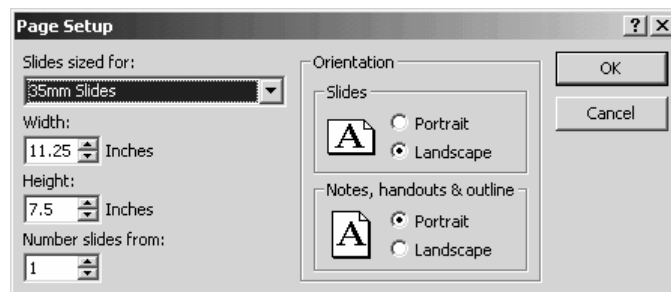 Page Setup
Slides sized for:
35mm Slides
Width:
11.25 Inches
Height:
7.5 Inches
Number slides from:
1
Orientation
Slides
A
Portrait
Landscape
Notes, handouts & outline
A
Portrait
Landscape
OK
Cancel